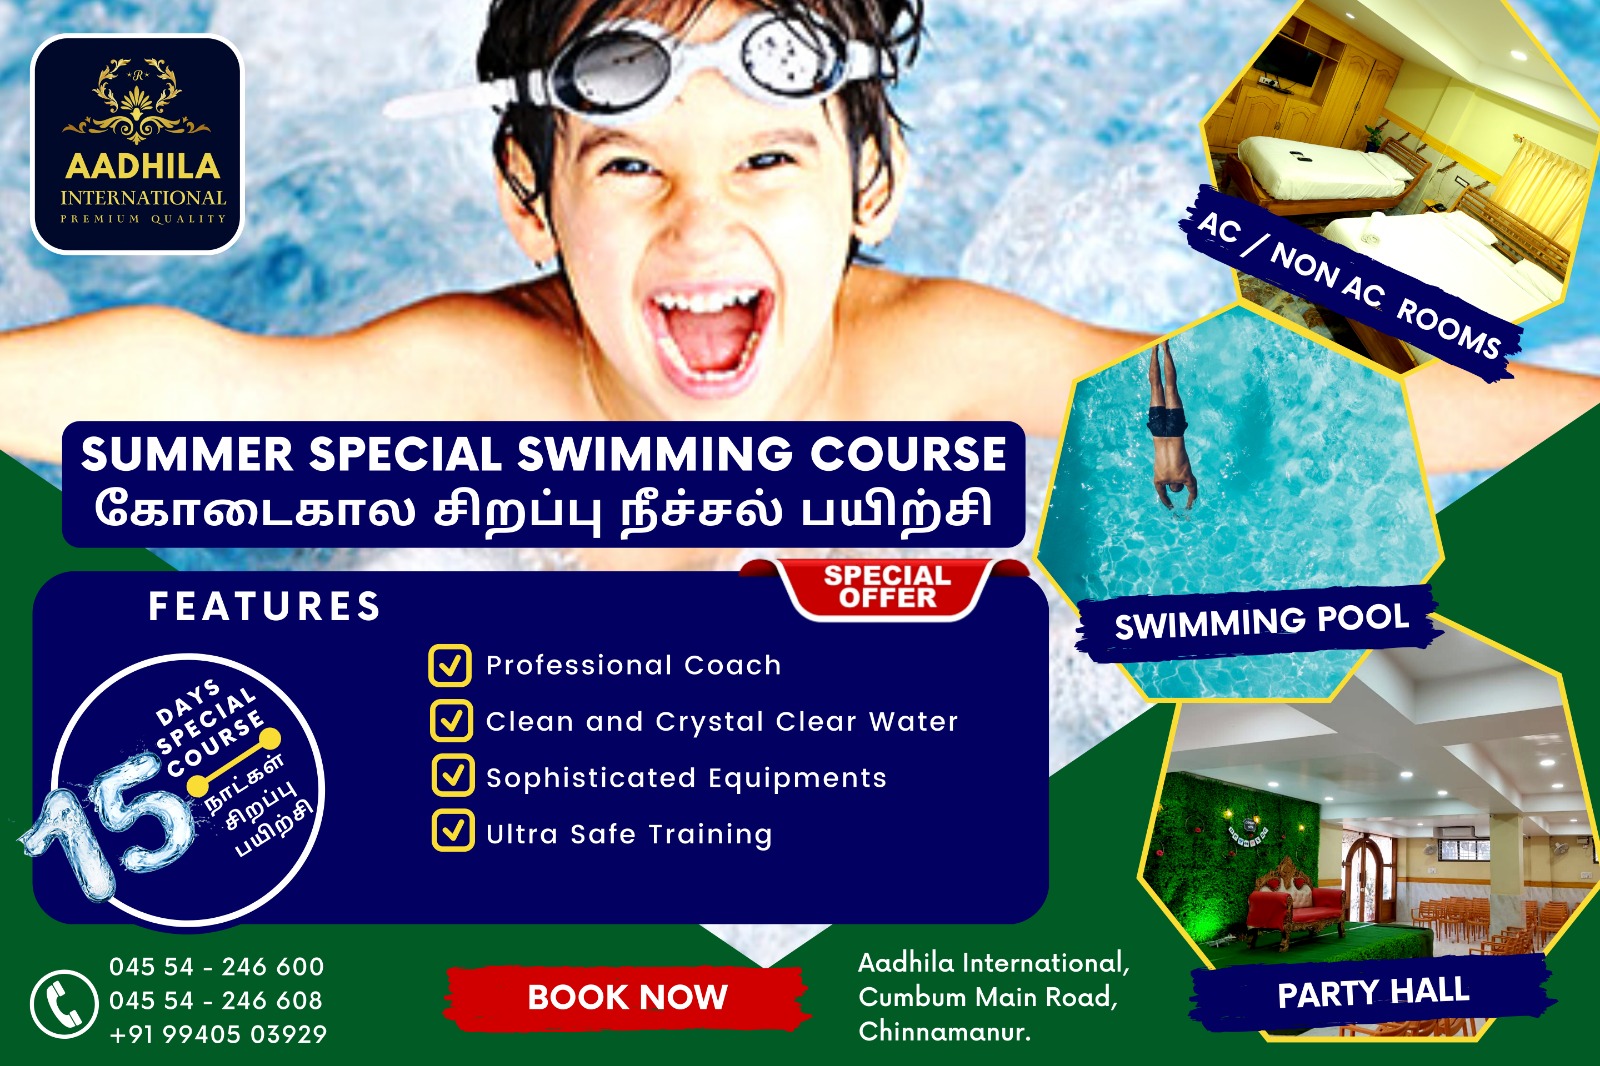 AADHILA
INTERNATIONAL
PREMIUM QUALITY
AC / NON AC ROOMS
SUMMER SPECIAL SWIMMING COURSE
கோடைகால சிறப்பு நீச்சல் பயிற்சி
SWIMMING POOL
FEATURES
SPECIAL
OFFER
15
DAYS
SPECIAL
COURSE
நாட்கள்
சிறப்பு
பயிற்சி
Professional Coach
Clean and Crystal Clear Water
Sophisticated Equipments
Ultra Safe Training
PARTY HALL
045 54 - 246 600
045 54 - 246 608
+91 99405 03929
BOOK NOW
Aadhila International,
Cumbum Main Road,
Chinnamanur.